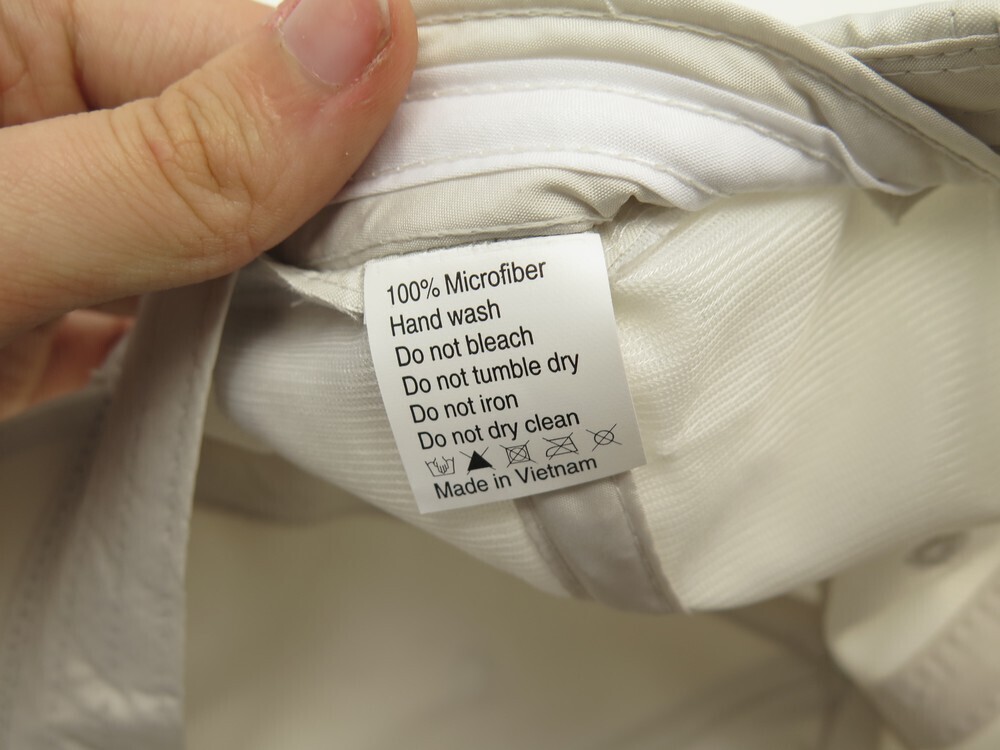 100% Microfiber
Hand wash
Do not bleach
Do not tumble dry
Do not iron
Do not dry clean
Made in Vietnam